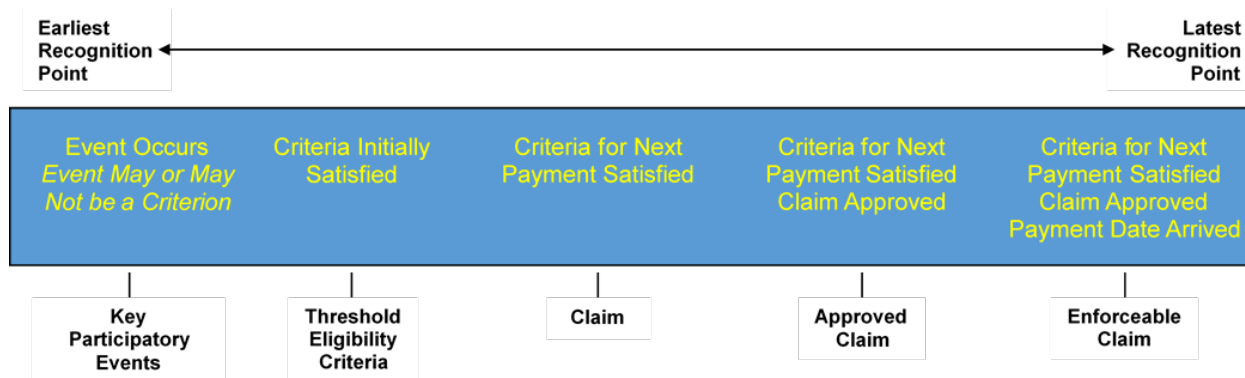 Earliest
Recognition
Point
Latest
Recognition
Point
Event Occurs
Event May or May
Not be a Criterion
Criteria Initially
Satisfied
Criteria for Next
Payment Satisfied
Criteria for Next
Payment Satisfied
Claim Approved
Criteria for Next
Payment Satisfied
Claim Approved
Payment Date Arrived
Key
Participatory
Events
Threshold
Eligibility
Criteria
Claim
Approved
Claim
Enforceable
Claim